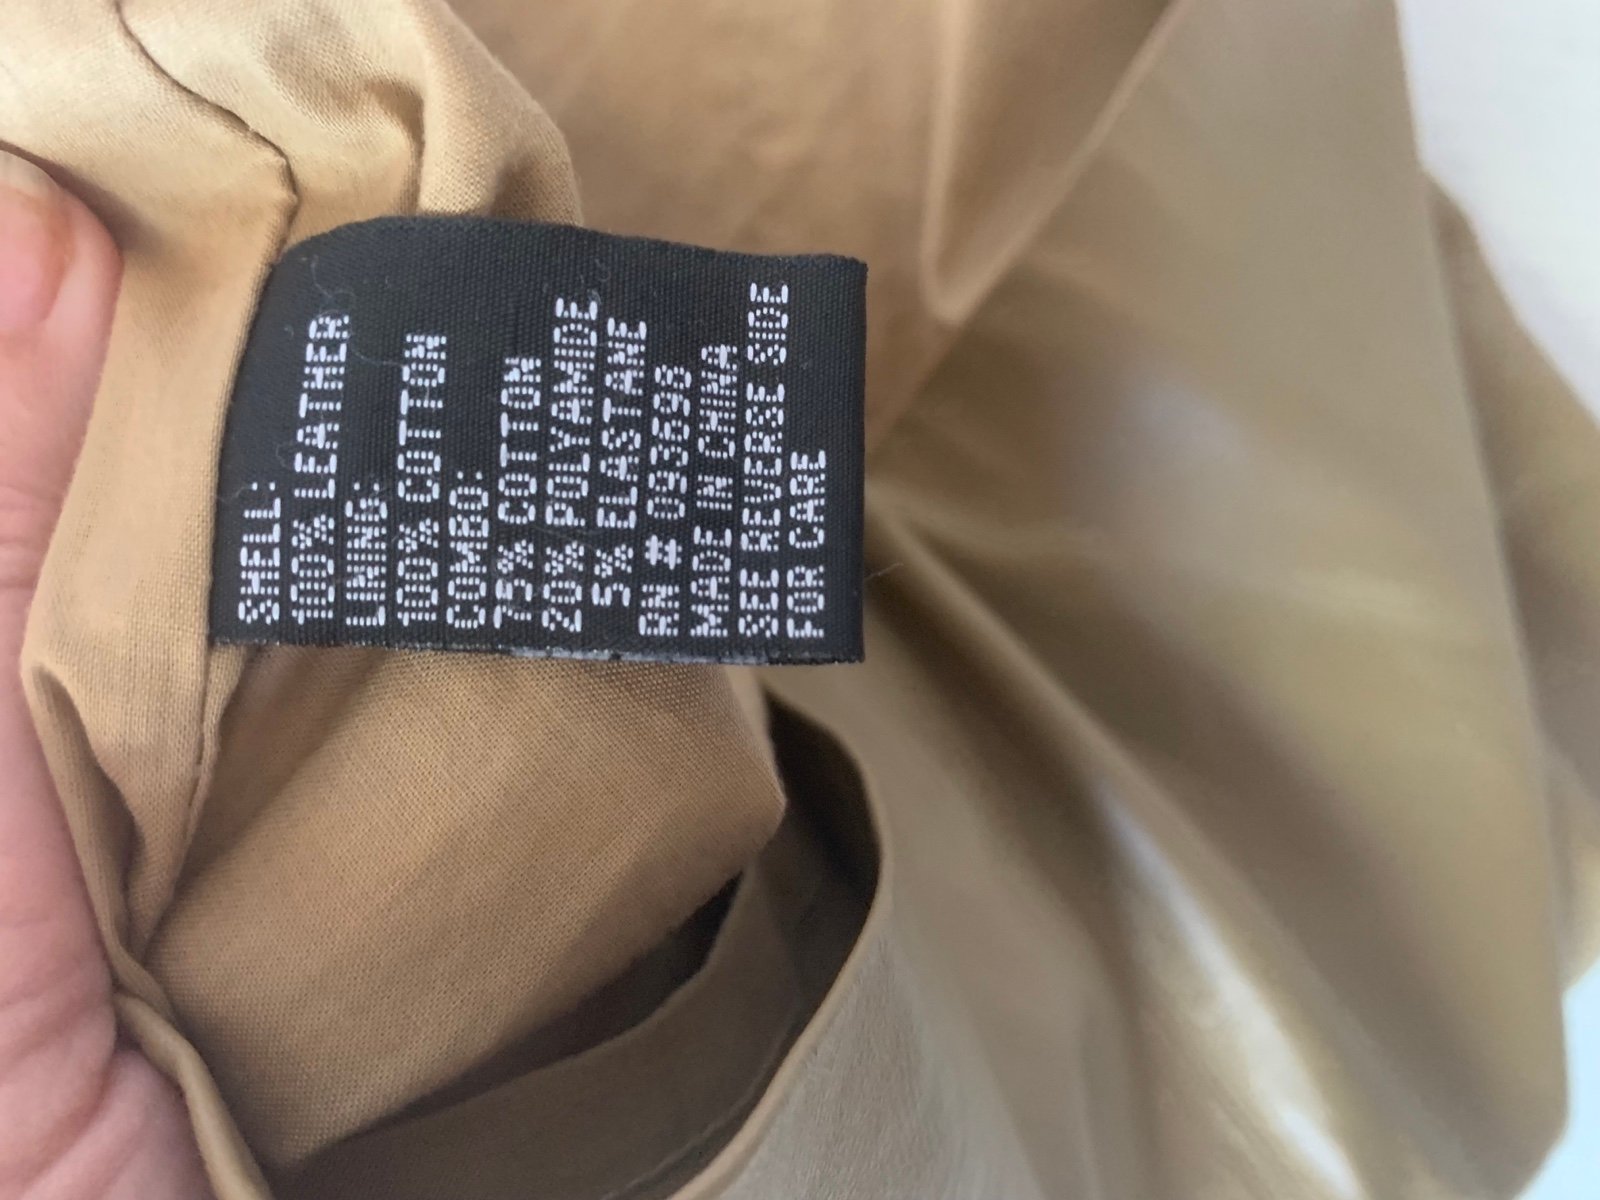 SHELL:
100% LEATHER
LINING:
100% COTTON
COMBO:
75% COTTON
20% POLYAMIDE
5% ELASTANE
RN # 093696
MADE IN CHINA
SEE REVERSE SIDE
FOR CARE